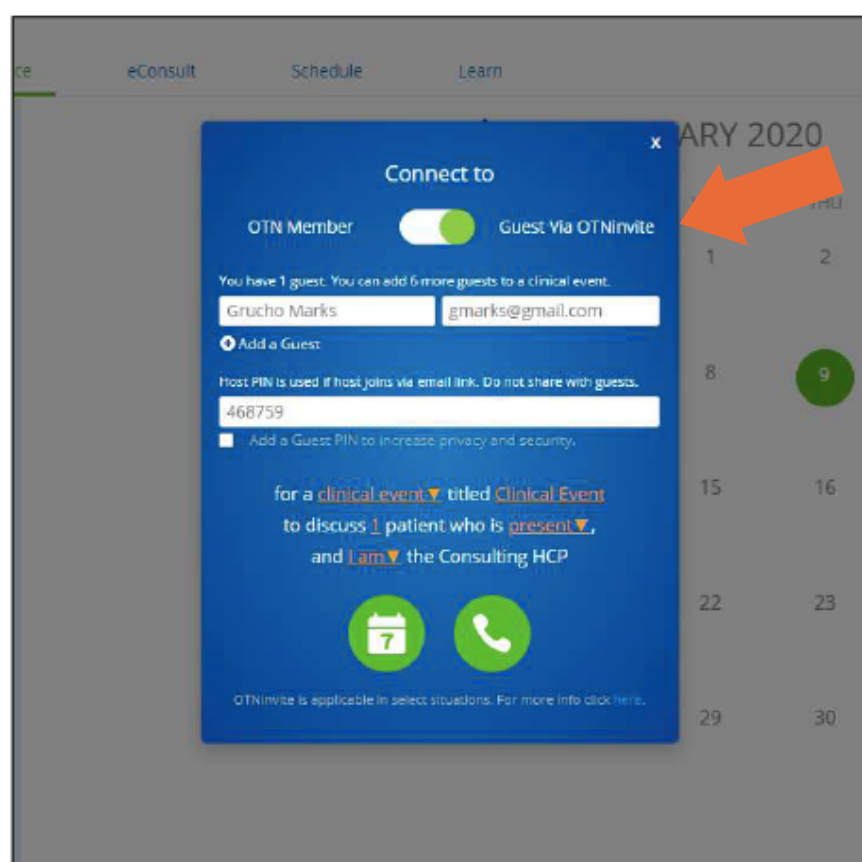 ce eConsult Schedule Learn
ARY 2020
x
Connect to
OTN Member Guest Via OTNinvite
THU
You have 1 guest. You can add 6 more guests to a clinical event.
Grucho Marks gmarks@gmail.com
Add a Guest
Host PIN is used if host joins via email link. Do not share with guests.
468759
Add a Guest PIN to increase privacy and security.
for a clinical event titled Clinical Event
to discuss 1 patient who is present,
and I am the Consulting HCP
7
OTNinvite is applicable in select situations. For more info click here.
1 2
8 9
15 16
22 23
29 30